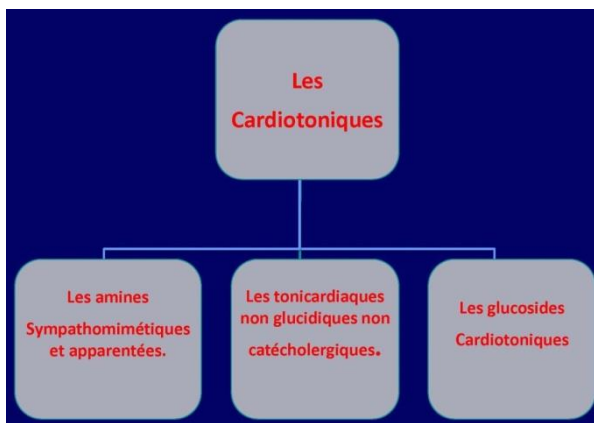 Les
Cardiotoniques
Les amines
Sympathomimétiques
et apparentées.
Les tonicardiaques
non glucidiques non
catécholergiques.
Les glucosides
Cardiotoniques